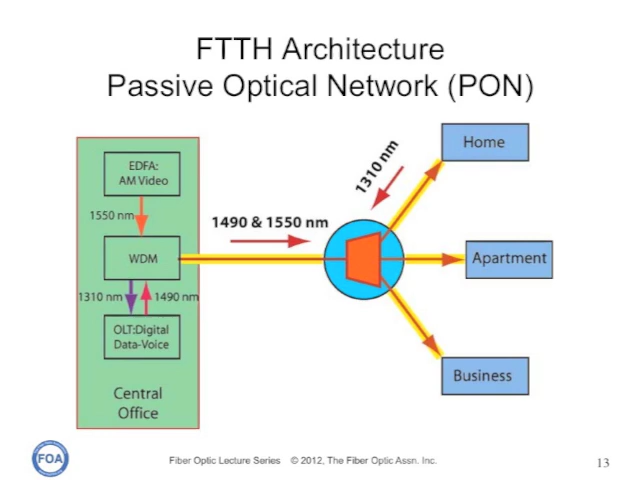 FTTH Architecture
Passive Optical Network (PON)
EDFA:
AM Video
1550 nm
WDM
1310 nm
1490 nm
OLT:Digital
Data-Voice
Central
Office
1490 & 1550 nm
1310 nm
Home
Apartment
Business
FOA
Fiber Optic Lecture Series © 2012, The Fiber Optic Assn. Inc.
13